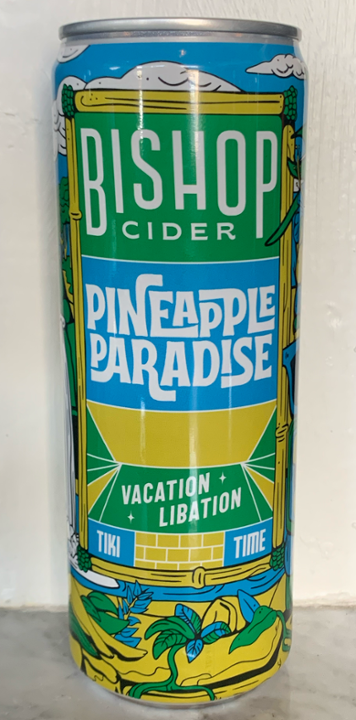 BISHOP
CIDER
PINEAPPLE
PARADISE
VACATION
LIBATION
TIKI TIME